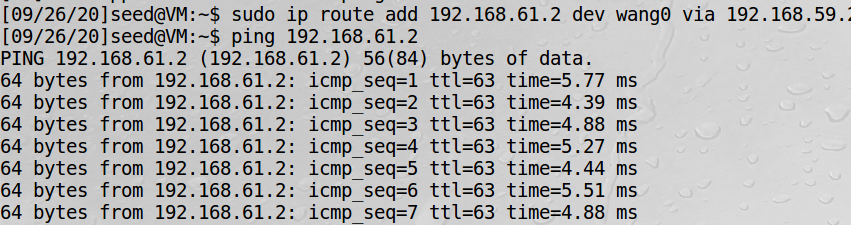 [09/26/20]seed@VM:~$ sudo ip route add 192.168.61.2 dev wang0 via 192.168.59.
[09/26/20]seed@VM:~$ ping 192.168.61.2
PING 192.168.61.2 (192.168.61.2) 56(84) bytes of data.
64 bytes from 192.168.61.2: icmp_seq=1 ttl=63 time=5.77 ms
64 bytes from 192.168.61.2: icmp_seq=2 ttl=63 time=4.39 ms
64 bytes from 192.168.61.2: icmp_seq=3 ttl=63 time=4.88 ms
64 bytes from 192.168.61.2: icmp_seq=4 ttl=63 time=5.27 ms
64 bytes from 192.168.61.2: icmp_seq=5 ttl=63 time=4.44 ms
64 bytes from 192.168.61.2: icmp_seq=6 ttl=63 time=5.51 ms
64 bytes from 192.168.61.2: icmp_seq=7 ttl=63 time=4.88 ms